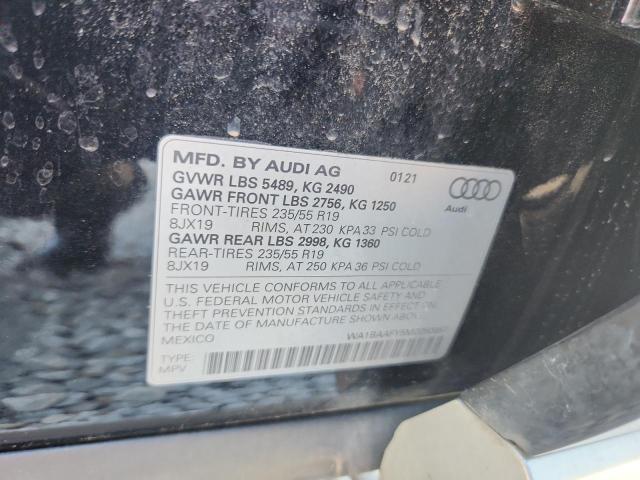 MFD. BY AUDI AG 0121
GVWR LBS 5489, KG 2490
GAWR FRONT LBS 2756, KG 1250
FRONT-TIRES 235/55 R19
8JX19 RIMS, AT 230 KPA 33 PSI COLD
GAWR REAR LBS 2998, KG 1360
REAR-TIRES 235/55 R19
8JX19 RIMS, AT 250 KPA 36 PSI COLD
Audi
THIS VEHICLE CONFORMS TO ALL APPLICABLE
U.S. FEDERAL MOTOR VEHICLE SAFETY AND
THEFT PREVENTION STANDARDS IN EFFECT ON
THE DATE OF MANUFACTURE SHOWN
MEXICO
TYPE:
MPV